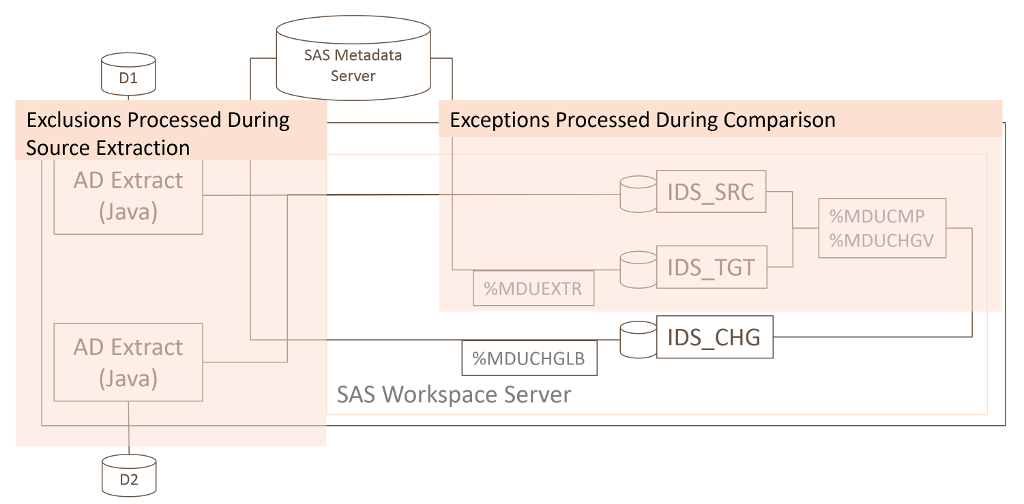 SAS Metadata
Server
D1
Exclusions Processed During
Source Extraction
Exceptions Processed During Comparison
AD Extract
(Java)
IDS_SRC
%MDUCMP
%MDUCHGV
IDS_TGT
%MDUEXTR
AD Extract
(Java)
IDS_CHG
%MDUCHGLB
SAS Workspace Server
D2